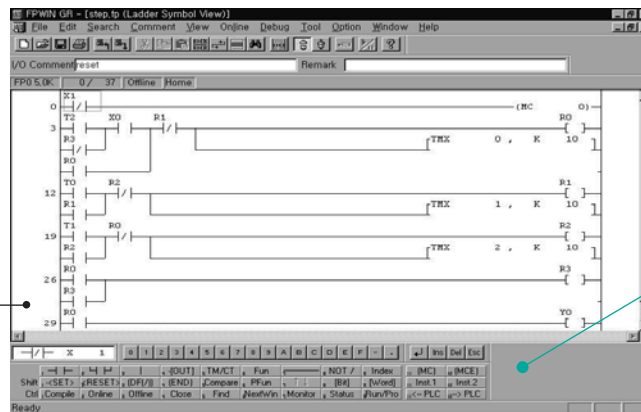 FPWIN GR - [step.fp (Ladder Symbol View)]
File Edit Search Comment View Online Debug Tool Option Window Help
I/O Comment reset Remark
FP0 5.0K 0 / 37 Offline Home
X1
0 (MC 0)
T2 X0 R1 R0
3
R3 TMX 0 , K 10
R0
T0 R2 R1
12
R1 TMX 1 , K 10
T1 R0 R2
19
R2 TMX 2 , K 10
R0 R3
26
R3
R0 Y0
29
X 1 0 1 2 3 4 5 6 7 8 9 A B C D E F - . Ins Del Esc
[OUT] TM/CT Fun NOT / Index (MC) (MCE)
Shift <SET> <RESET> (DF(/)) (END) Compare PFun [Bit] [Word] Inst.1 Inst.2
Ctrl Compile Online Offline Close Find NextWin Monitor Status Run/Pro <- PLC -> PLC
Ready